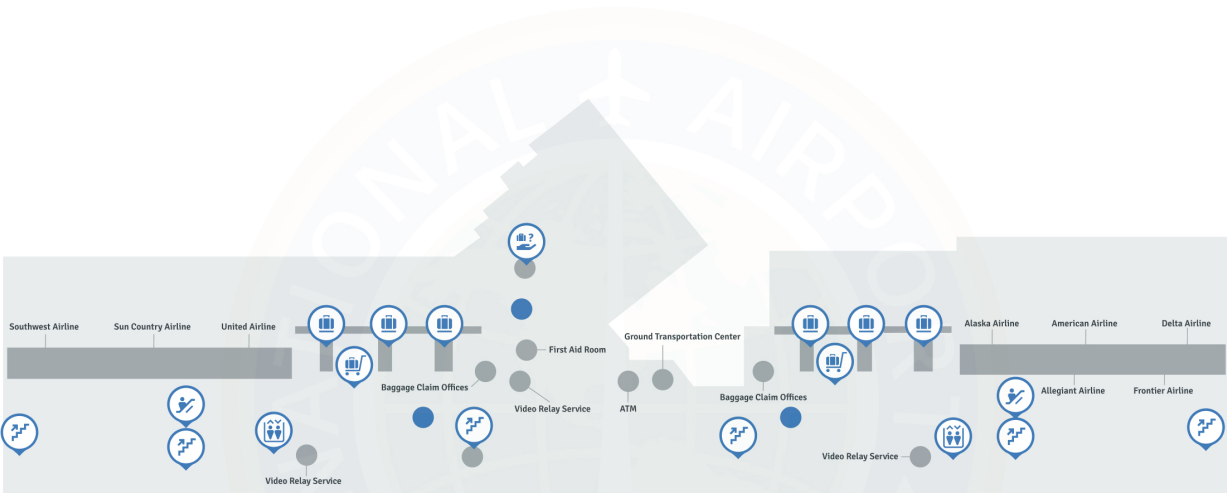 NATIONAL AIRPORT
Southwest Airline
Sun Country Airline
United Airline
Ground Transportation Center
Alaska Airline
American Airline
Delta Airline
First Aid Room
Baggage Claim Offices
Video Relay Service
ATM
Baggage Claim Offices
Allegiant Airline
Frontier Airline
Video Relay Service
Video Relay Service
?